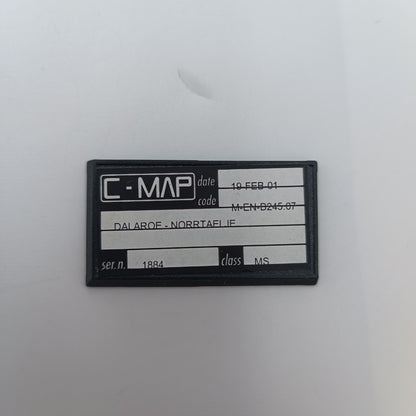 C-MAP date 19 FEB 01
code M-EN-B245.07
DALAROE - NORRTAELJE
ser. n. 1884 class MS